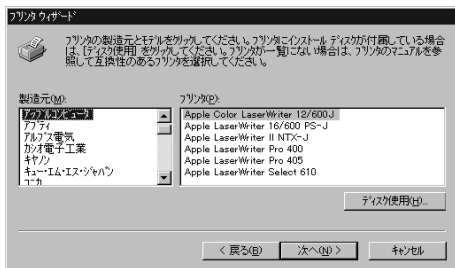 プリンタ ウィザード
プリンタの製造元とモデルをクリックしてください。プリンタにインストール ディスクが付属している場合
は、[ディスク使用] をクリックしてください。プリンタが一覧にない場合は、プリンタのマニュアルを参
照して互換性のあるプリンタを選択してください。
製造元(M):
プリンタ(P):
アップルコンピュータ
アプティ
アルプス電気
カシオ電子工業
キヤノン
キュー・エム・エス・ジャパン
コニカ
Apple Color LaserWriter 12/600J
Apple LaserWriter 16/600 PS-J
Apple LaserWriter II NTX-J
Apple LaserWriter Pro 400
Apple LaserWriter Pro 405
Apple LaserWriter Select 610
ディスク使用(H)...
< 戻る(B)
次へ(N) >
キャンセル